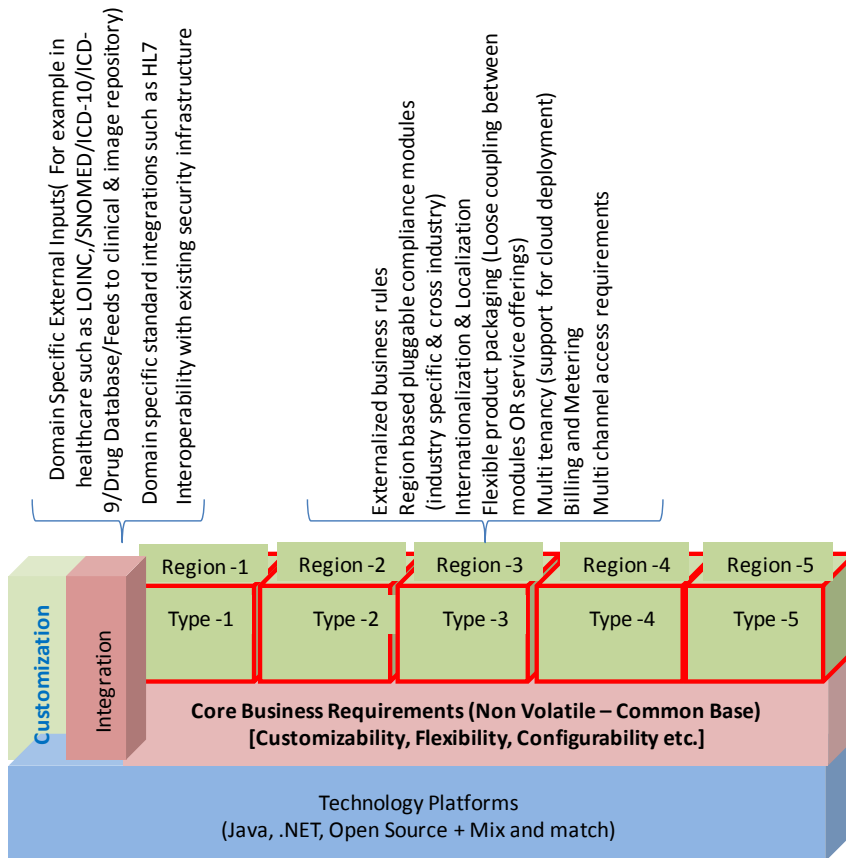 Domain Specific External Inputs( For example in
healthcare such as LOINC,/SNOMED/ICD-10/ICD-
9/Drug Database/Feeds to clinical & image repository)
Domain specific standard integrations such as HL7
Interoperability with existing security infrastructure
Externalized business rules
Region based pluggable compliance modules
(industry specific & cross industry)
Internationalization & Localization
Flexible product packaging (Loose coupling between
modules OR service offerings)
Multi tenancy (support for cloud deployment)
Billing and Metering
Multi channel access requirements
Region -1
Region -2
Region -3
Region -4
Region -5
Type -1
Type -2
Type -3
Type -4
Type -5
Customization
Integration
Core Business Requirements (Non Volatile – Common Base)
[Customizability, Flexibility, Configurability etc.]
Technology Platforms
(Java, .NET, Open Source + Mix and match)